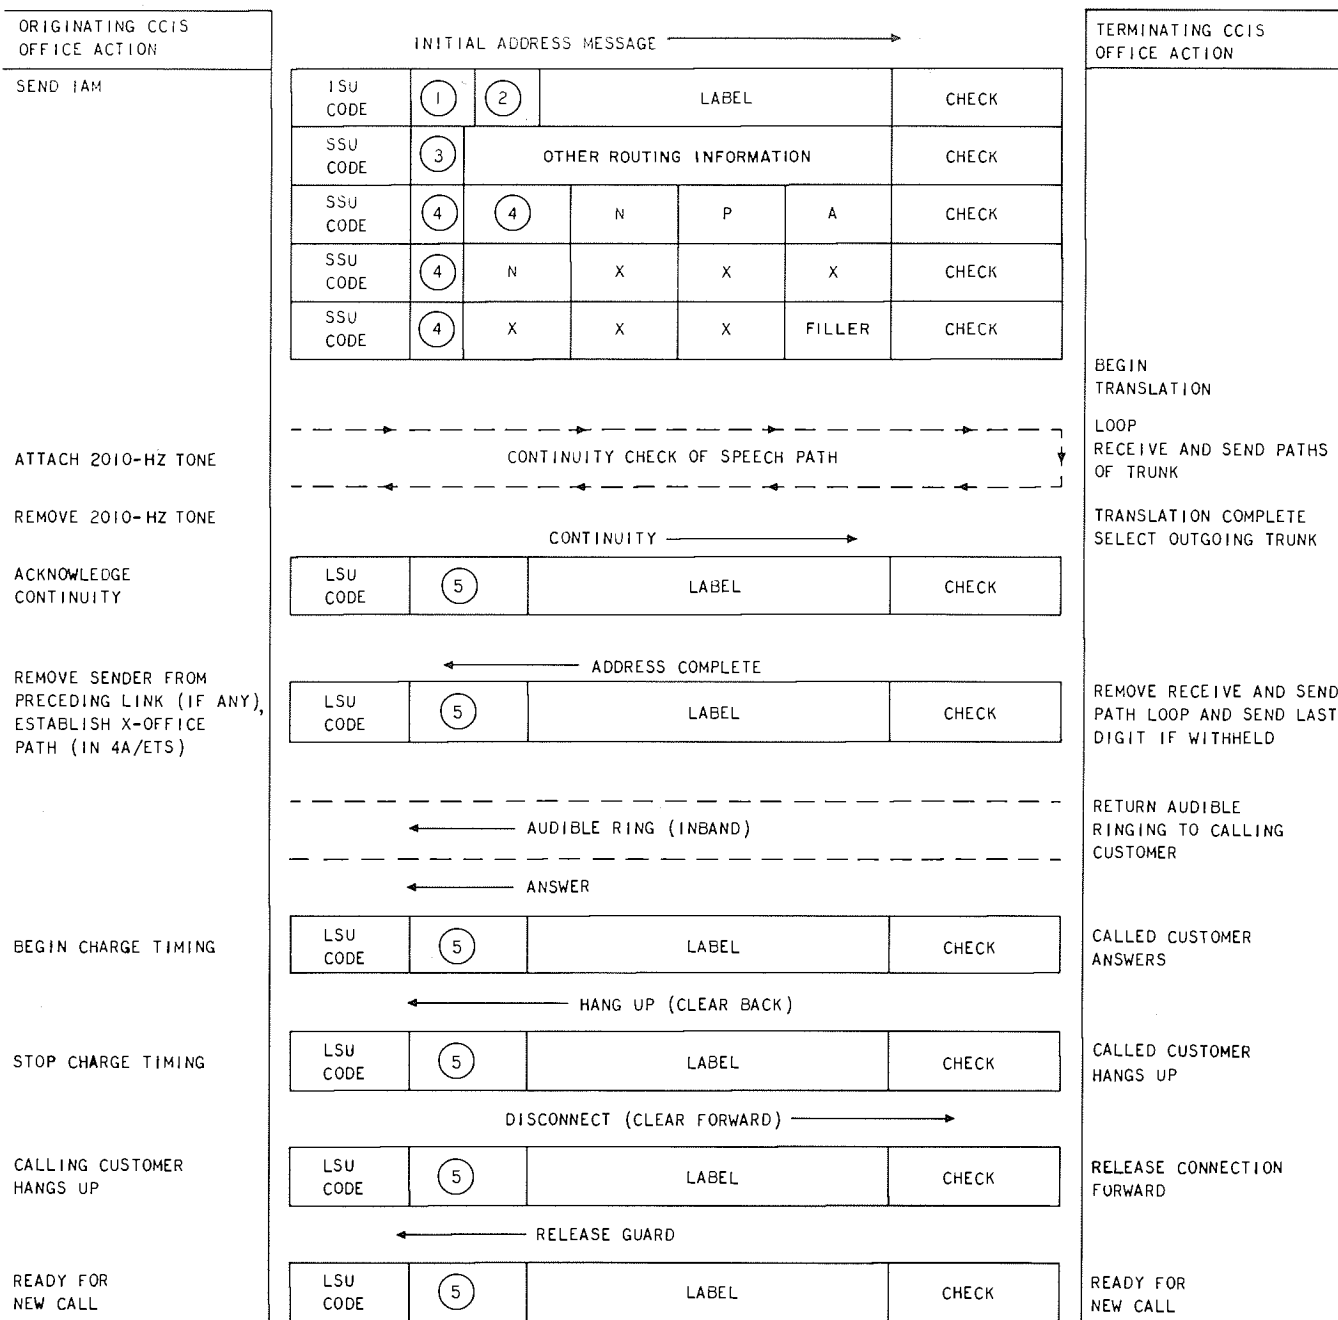 ORIGINATING CCIS
OFFICE ACTION
INITIAL ADDRESS MESSAGE
TERMINATING CCIS
OFFICE ACTION
SEND IAM
ISU CODE 1 2 LABEL CHECK
SSU CODE 3 OTHER ROUTING INFORMATION CHECK
SSU CODE 4 4 N P A CHECK
SSU CODE 4 N X X X CHECK
SSU CODE 4 X X X FILLER CHECK
BEGIN
TRANSLATION
ATTACH 2010-HZ TONE
CONTINUITY CHECK OF SPEECH PATH
LOOP
RECEIVE AND SEND PATHS
OF TRUNK
REMOVE 2010-HZ TONE
TRANSLATION COMPLETE
SELECT OUTGOING TRUNK
CONTINUITY
ACKNOWLEDGE
CONTINUITY
LSU CODE 5 LABEL CHECK
ADDRESS COMPLETE
REMOVE SENDER FROM
PRECEDING LINK (IF ANY),
ESTABLISH X-OFFICE
PATH (IN 4A/ETS)
LSU CODE 5 LABEL CHECK
REMOVE RECEIVE AND SEND
PATH LOOP AND SEND LAST
DIGIT IF WITHHELD
AUDIBLE RING (INBAND)
RETURN AUDIBLE
RINGING TO CALLING
CUSTOMER
ANSWER
BEGIN CHARGE TIMING
LSU CODE 5 LABEL CHECK
CALLED CUSTOMER
ANSWERS
HANG UP (CLEAR BACK)
STOP CHARGE TIMING
LSU CODE 5 LABEL CHECK
CALLED CUSTOMER
HANGS UP
DISCONNECT (CLEAR FORWARD)
CALLING CUSTOMER
HANGS UP
LSU CODE 5 LABEL CHECK
RELEASE CONNECTION
FORWARD
RELEASE GUARD
READY FOR
NEW CALL
LSU CODE 5 LABEL CHECK
READY FOR
NEW CALL